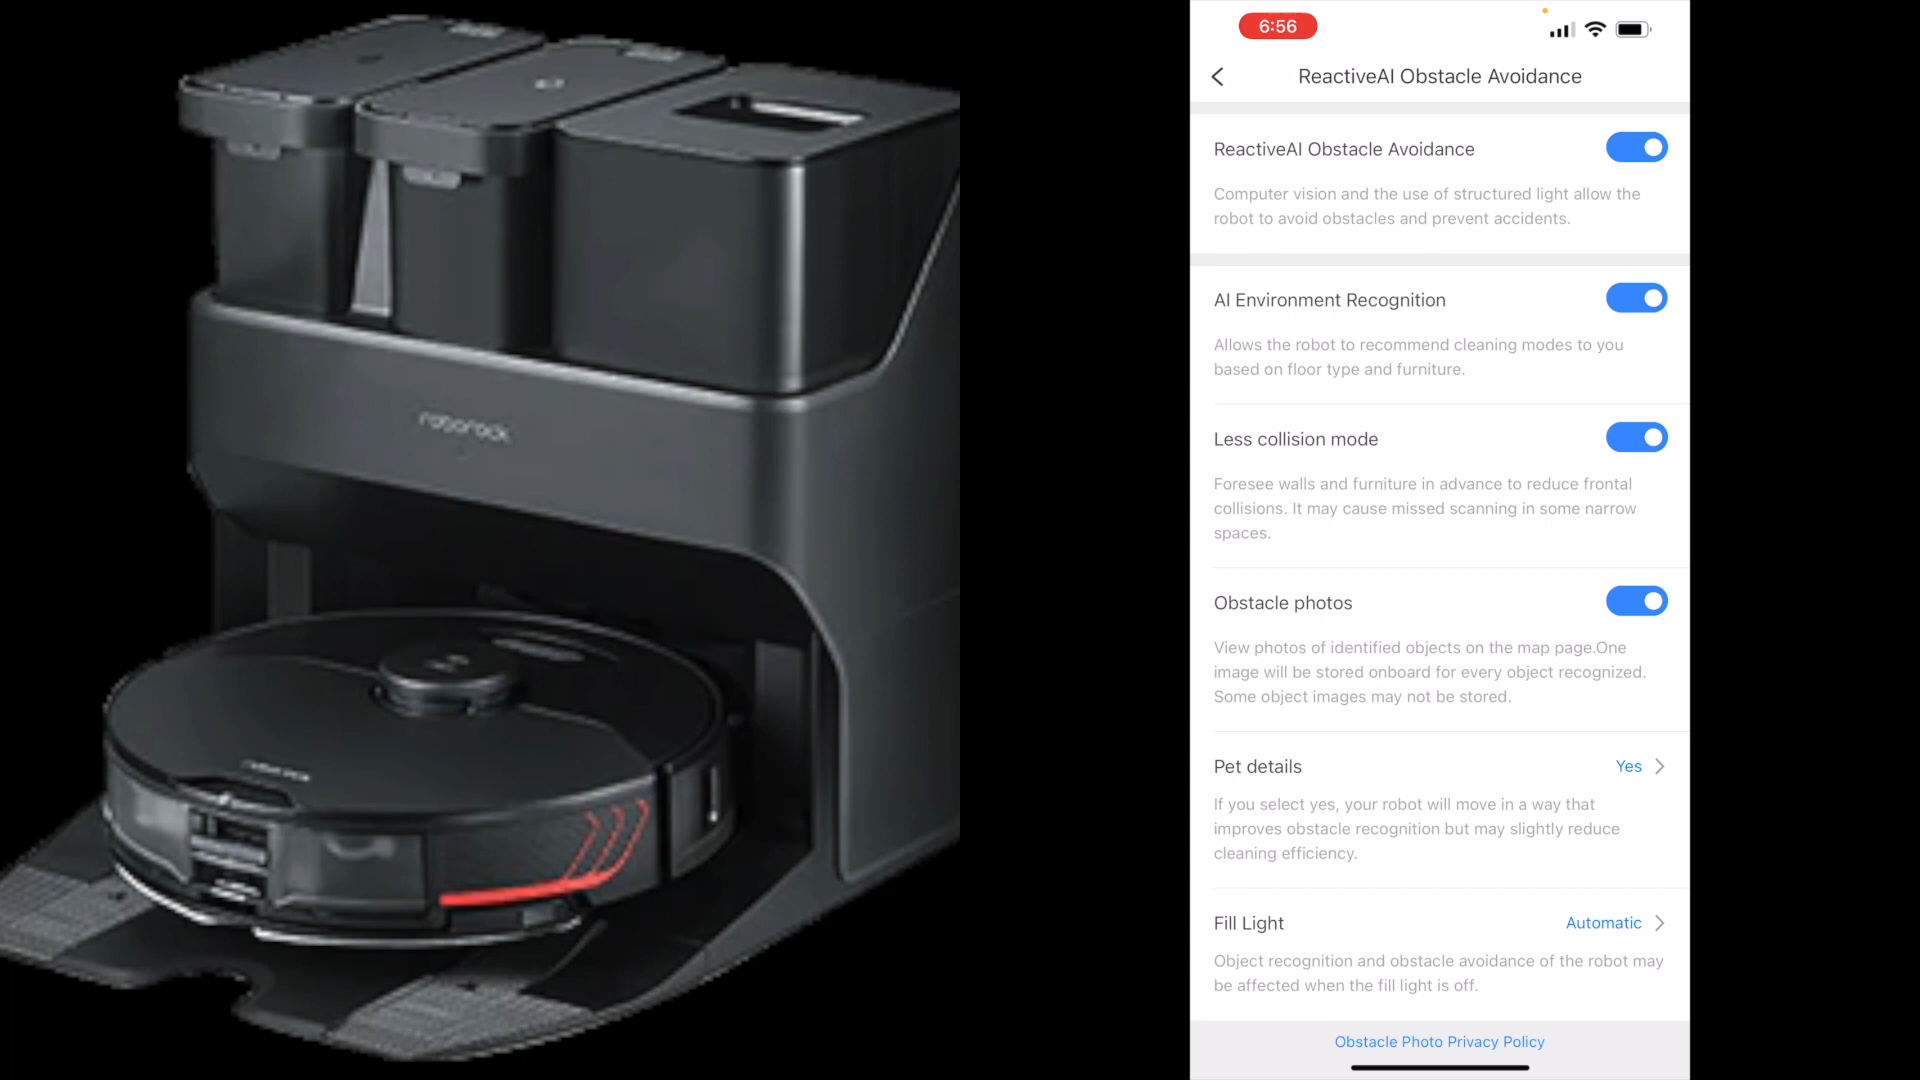 roborock
roborock
6:56
ReactiveAI Obstacle Avoidance
ReactiveAI Obstacle Avoidance
Computer vision and the use of structured light allow the
robot to avoid obstacles and prevent accidents.
AI Environment Recognition
Allows the robot to recommend cleaning modes to you
based on floor type and furniture.
Less collision mode
Foresee walls and furniture in advance to reduce frontal
collisions. It may cause missed scanning in some narrow
spaces.
Obstacle photos
View photos of identified objects on the map page.One
image will be stored onboard for every object recognized.
Some object images may not be stored.
Pet details
Yes
If you select yes, your robot will move in a way that
improves obstacle recognition but may slightly reduce
cleaning efficiency.
Fill Light
Automatic
Object recognition and obstacle avoidance of the robot may
be affected when the fill light is off.
Obstacle Photo Privacy Policy